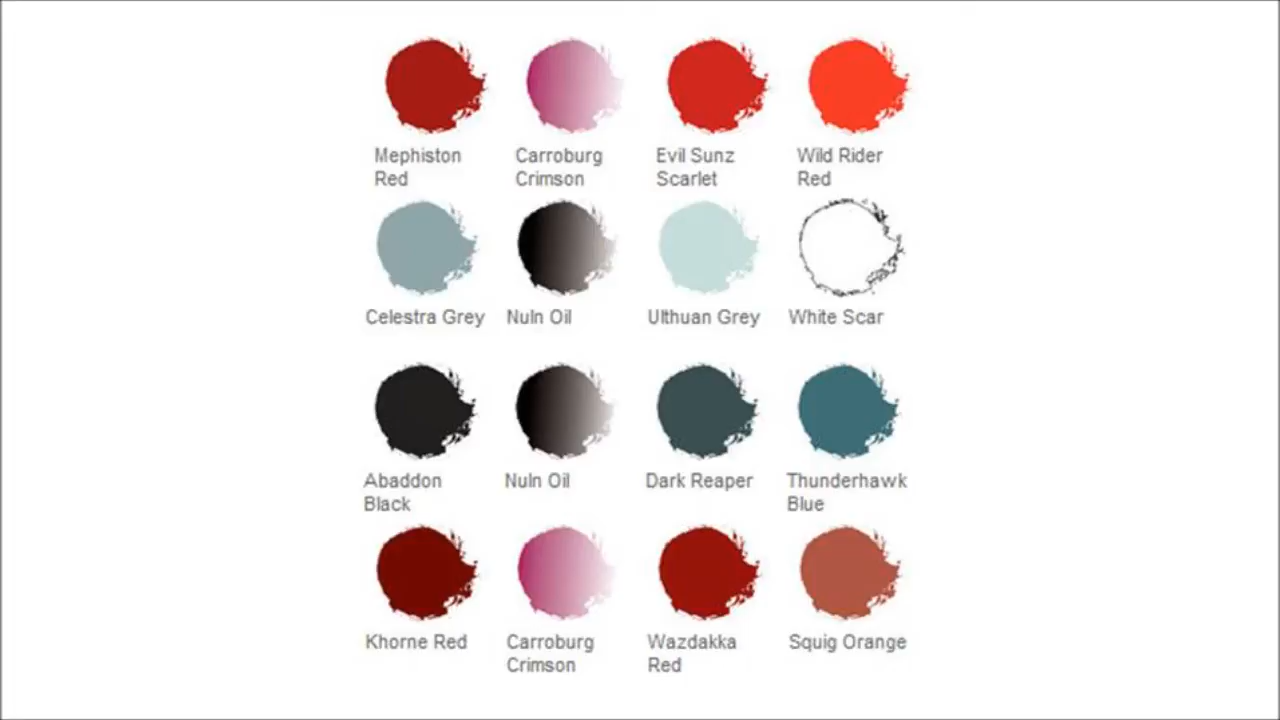 Mephiston Carroburg Evil Sunz Wild Rider
Red Crimson Scarlet Red
Celestra Grey Nuln Oil Ulthuan Grey White Scar
Abaddon Nuln Oil Dark Reaper Thunderhawk
Black Blue
Khorne Red Carroburg Wazdakka Squig Orange
Crimson Red